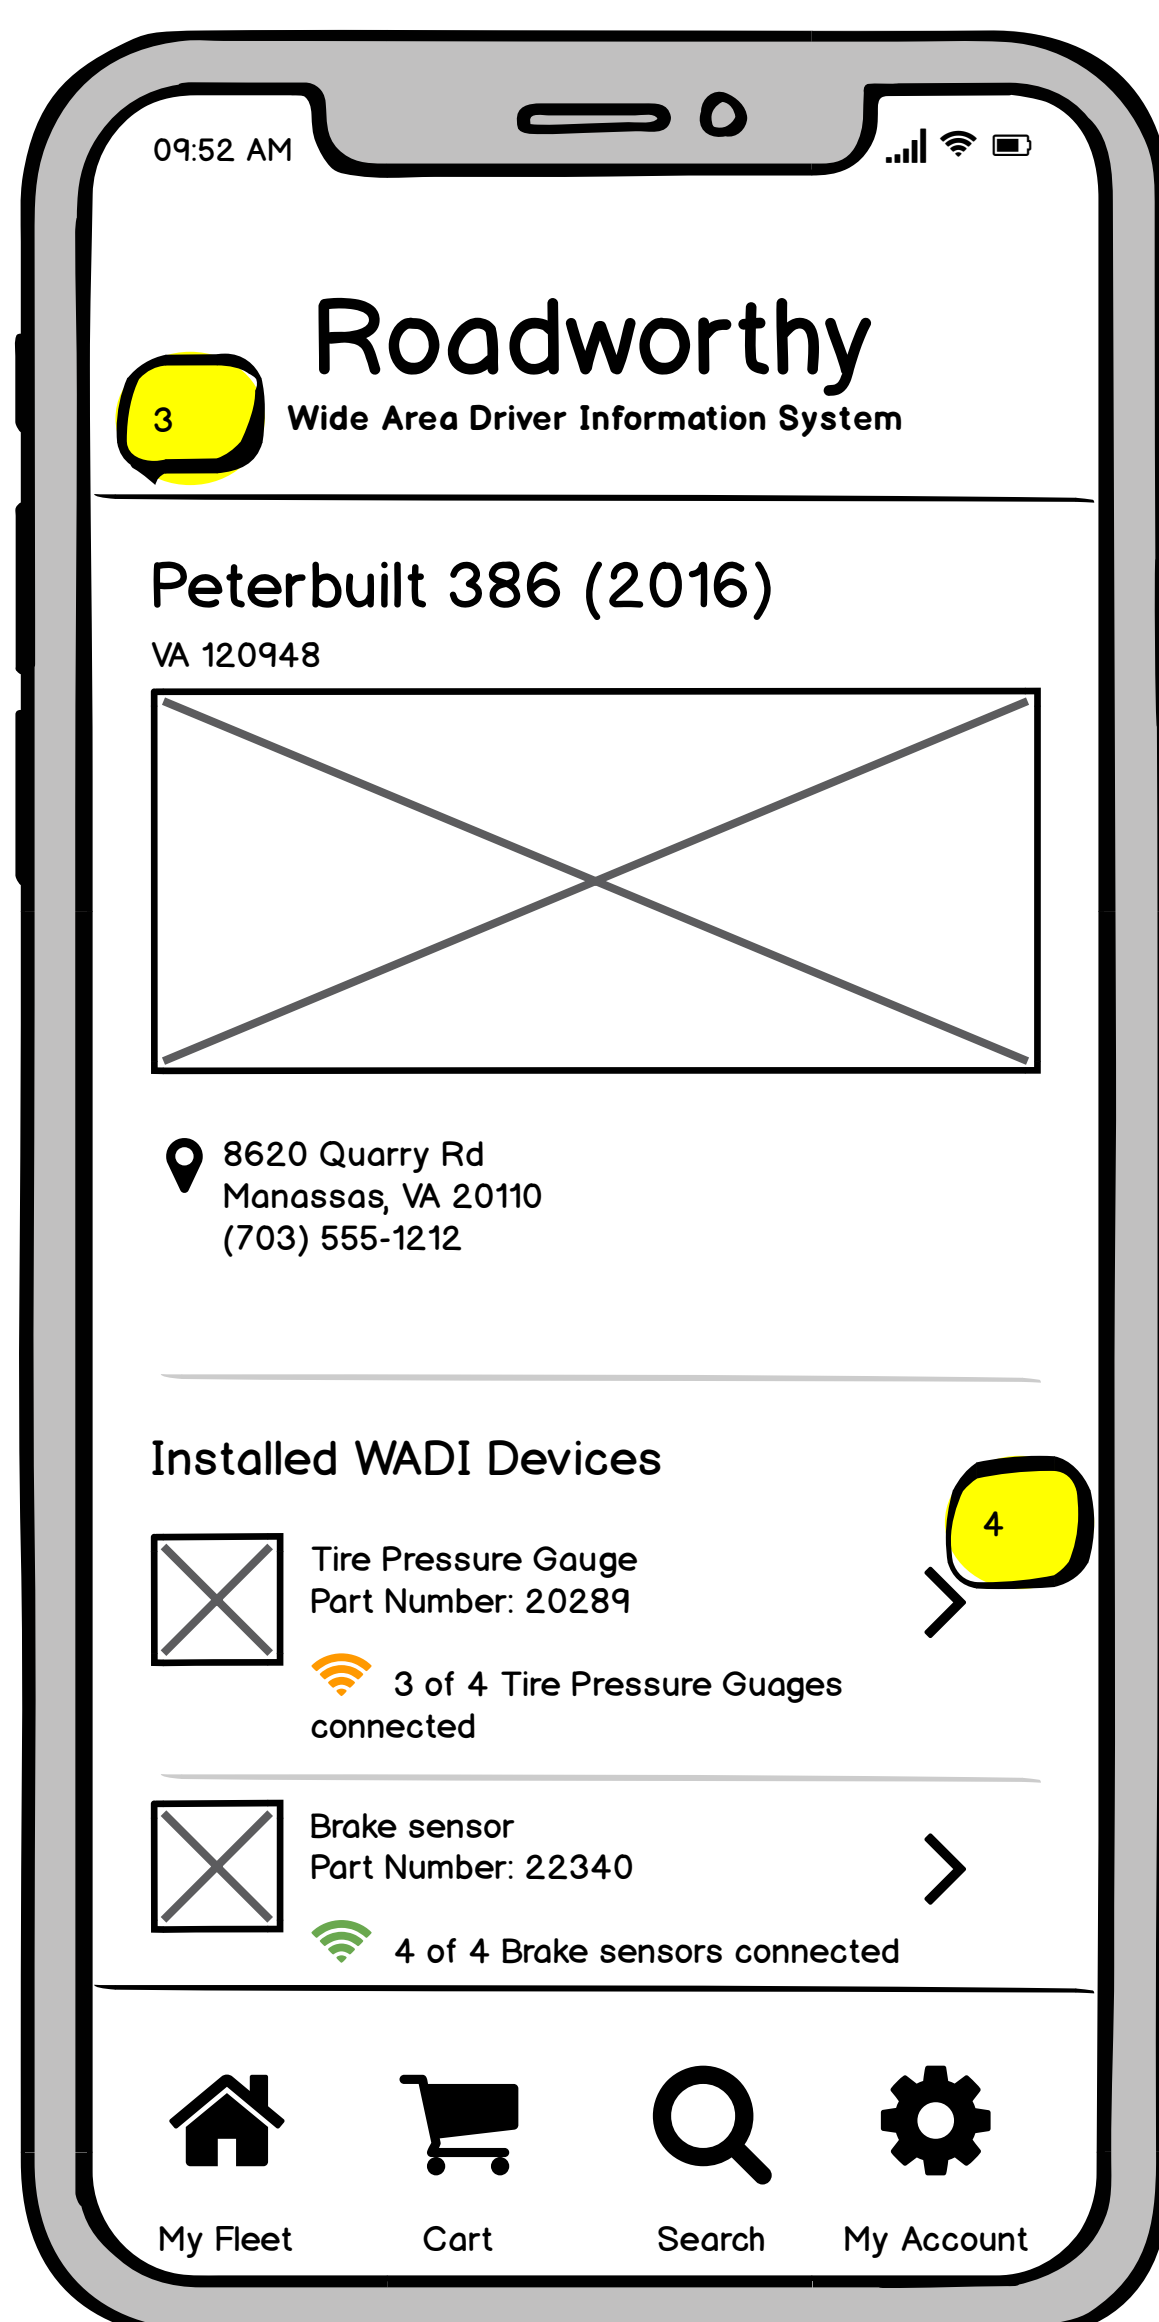 09:52 AM
Roadworthy
3
Wide Area Driver Information System
Peterbuilt 386 (2016)
VA 120948
8620 Quarry Rd
Manassas, VA 20110
(703) 555-1212
Installed WADI Devices
4
Tire Pressure Gauge
Part Number: 20289
3 of 4 Tire Pressure Guages
connected
Brake sensor
Part Number: 22340
4 of 4 Brake sensors connected
My Fleet
Cart
Search
My Account